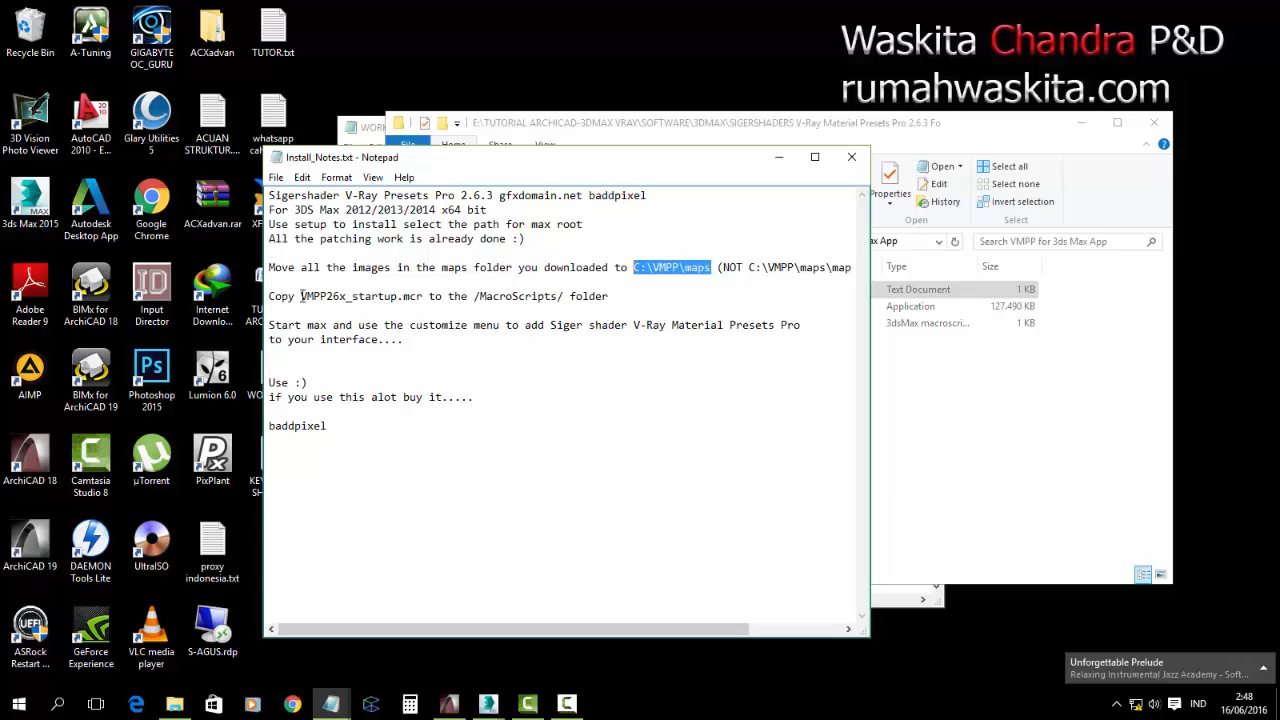 Waskita Chandra P&D
rumahwaskita.com
Recycle Bin
A-Tuning
GIGABYTE OC_GURU
ACXadvan
TUTOR.txt
3D Vision Photo Viewer
AutoCAD 2010 - E...
Glary Utilities 5
ACUAN STRUKTUR....
whatsapp
3ds Max 2015
Autodesk Desktop App
Google Chrome
ACXadvan.rar
Adobe Reader 9
BIMx for ArchiCAD 18
Input Director
Internet Downlo...
AIMP
BIMx for ArchiCAD 19
Photoshop 2015
Lumion 6.0
ArchiCAD 18
Camtasia Studio 8
µTorrent
PixPlant
ArchiCAD 19
DAEMON Tools Lite
UltraISO
proxy indonesia.txt
ASRock Restart ...
GeForce Experience
VLC media player
S-AGUS.rdp
WORK
E:\TUTORIAL ARCHICAD-3DMAX VRAY\SOFTWARE\3DMAX\SIGERSHADERS V-Ray Material Presets Pro 2.6.3 Fo
File Home Share View
Install_Notes.txt - Notepad
File Edit Format View Help
Sigershader V-Ray Presets Pro 2.6.3 gfxdomain.net baddpixel
For 3DS Max 2012/2013/2014 x64 bit
Use setup to install select the path for max root
All the patching work is already done :)
Move all the images in the maps folder you downloaded to C:\VMPP\maps (NOT C:\VMPP\maps\map
Copy VMPP26x_startup.mcr to the /MacroScripts/ folder
Start max and use the customize menu to add Siger shader V-Ray Material Presets Pro
to your interface....
Use :)
if you use this alot buy it.....
baddpixel
Properties
Open
Edit
History
Open
Select all
Select none
Invert selection
Select
ax App
Search VMPP for 3ds Max App
Type Size
Text Document 1 KB
Application 127.490 KB
3dsMax macroscri... 1 KB
Unforgettable Prelude
Relaxing Instrumental Jazz Academy - Soft...
IND
2:48
16/06/2016